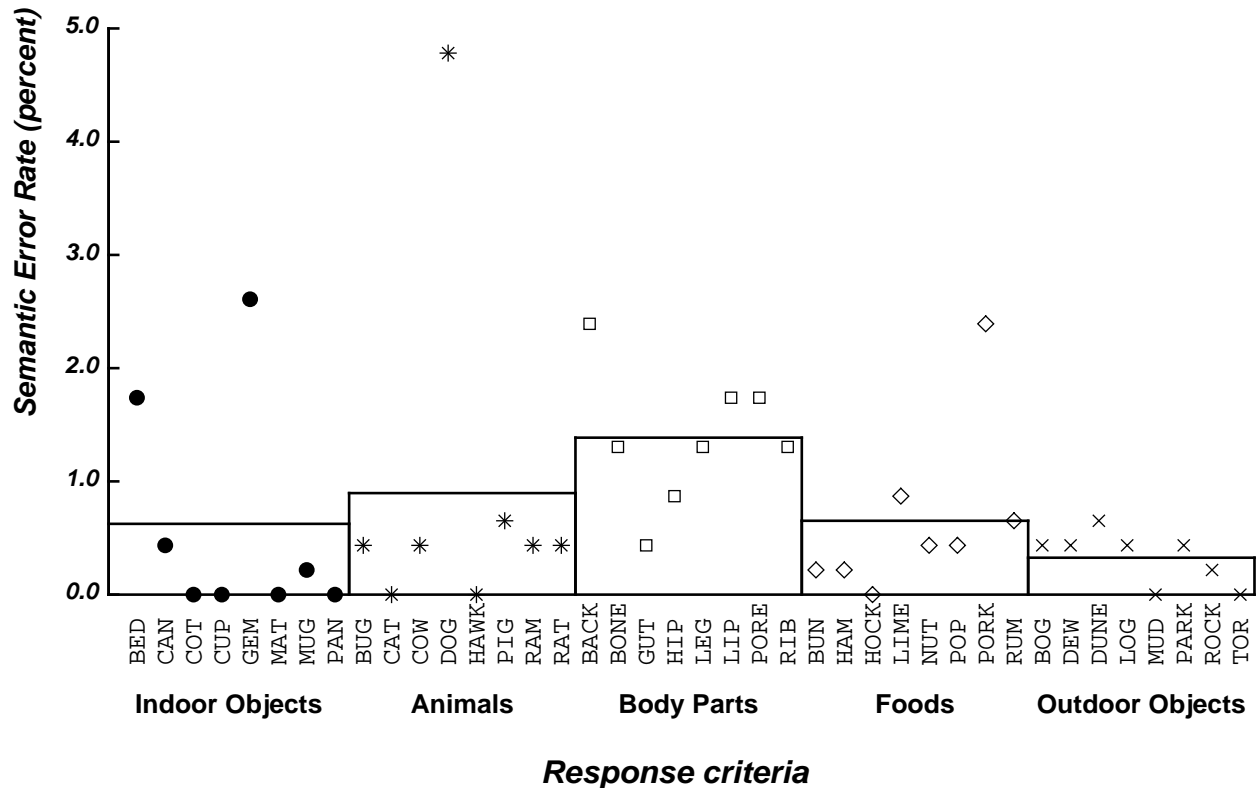 Semantic Error Rate (percent)
5.0
4.0
3.0
2.0
1.0
0.0
BED
CAN
COT
CUP
GEM
MAT
MUG
PAN
BUG
CAT
COW
DOG
HAWK
PIG
RAM
RAT
BACK
BONE
GUT
HIP
LEG
LIP
PORE
RIB
BUN
HAM
HOCK
LIME
NUT
POP
PORK
RUM
BOG
DEW
DUNE
LOG
MUD
PARK
ROCK
TOR
Indoor Objects
Animals
Body Parts
Foods
Outdoor Objects
Response criteria